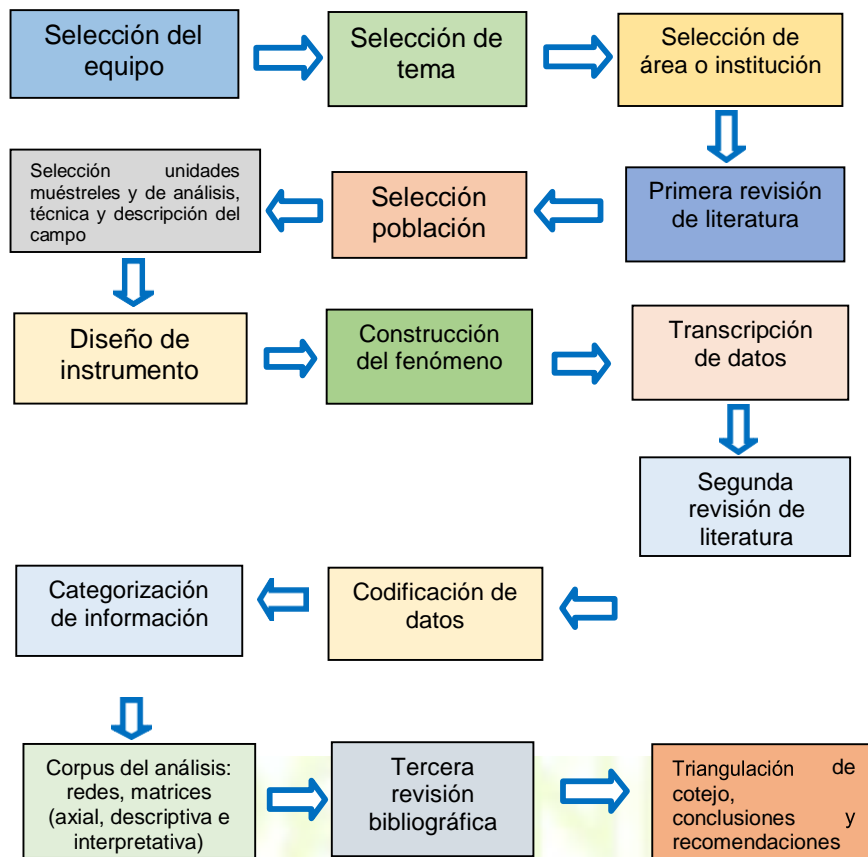 Selección del
equipo
Selección de
tema
Selección de
área o institución
Primera revisión
de literatura
Selección
población
Selección unidades
muéstreles y de análisis,
técnica y descripción del
campo
Diseño de
instrumento
Construcción
del fenómeno
Transcripción
de datos
Segunda
revisión de
literatura
Codificación de
datos
Categorización
de información
Corpus del análisis:
redes, matrices
(axial, descriptiva e
interpretativa)
Tercera
revisión
bibliográfica
Triangulación de
cotejo,
conclusiones y
recomendaciones